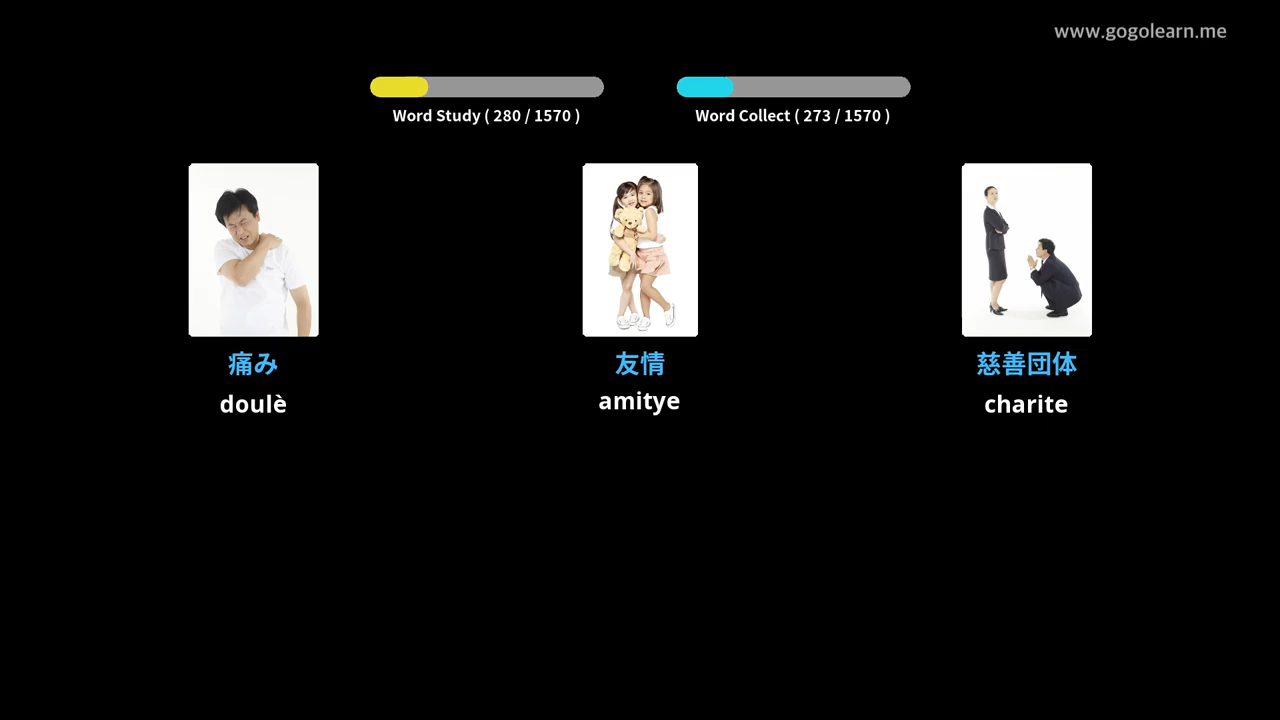 www.gogolearn.me
Word Study ( 280 / 1570 )
Word Collect ( 273 / 1570 )
痛み
友情
慈善団体
doulè
amitye
charite